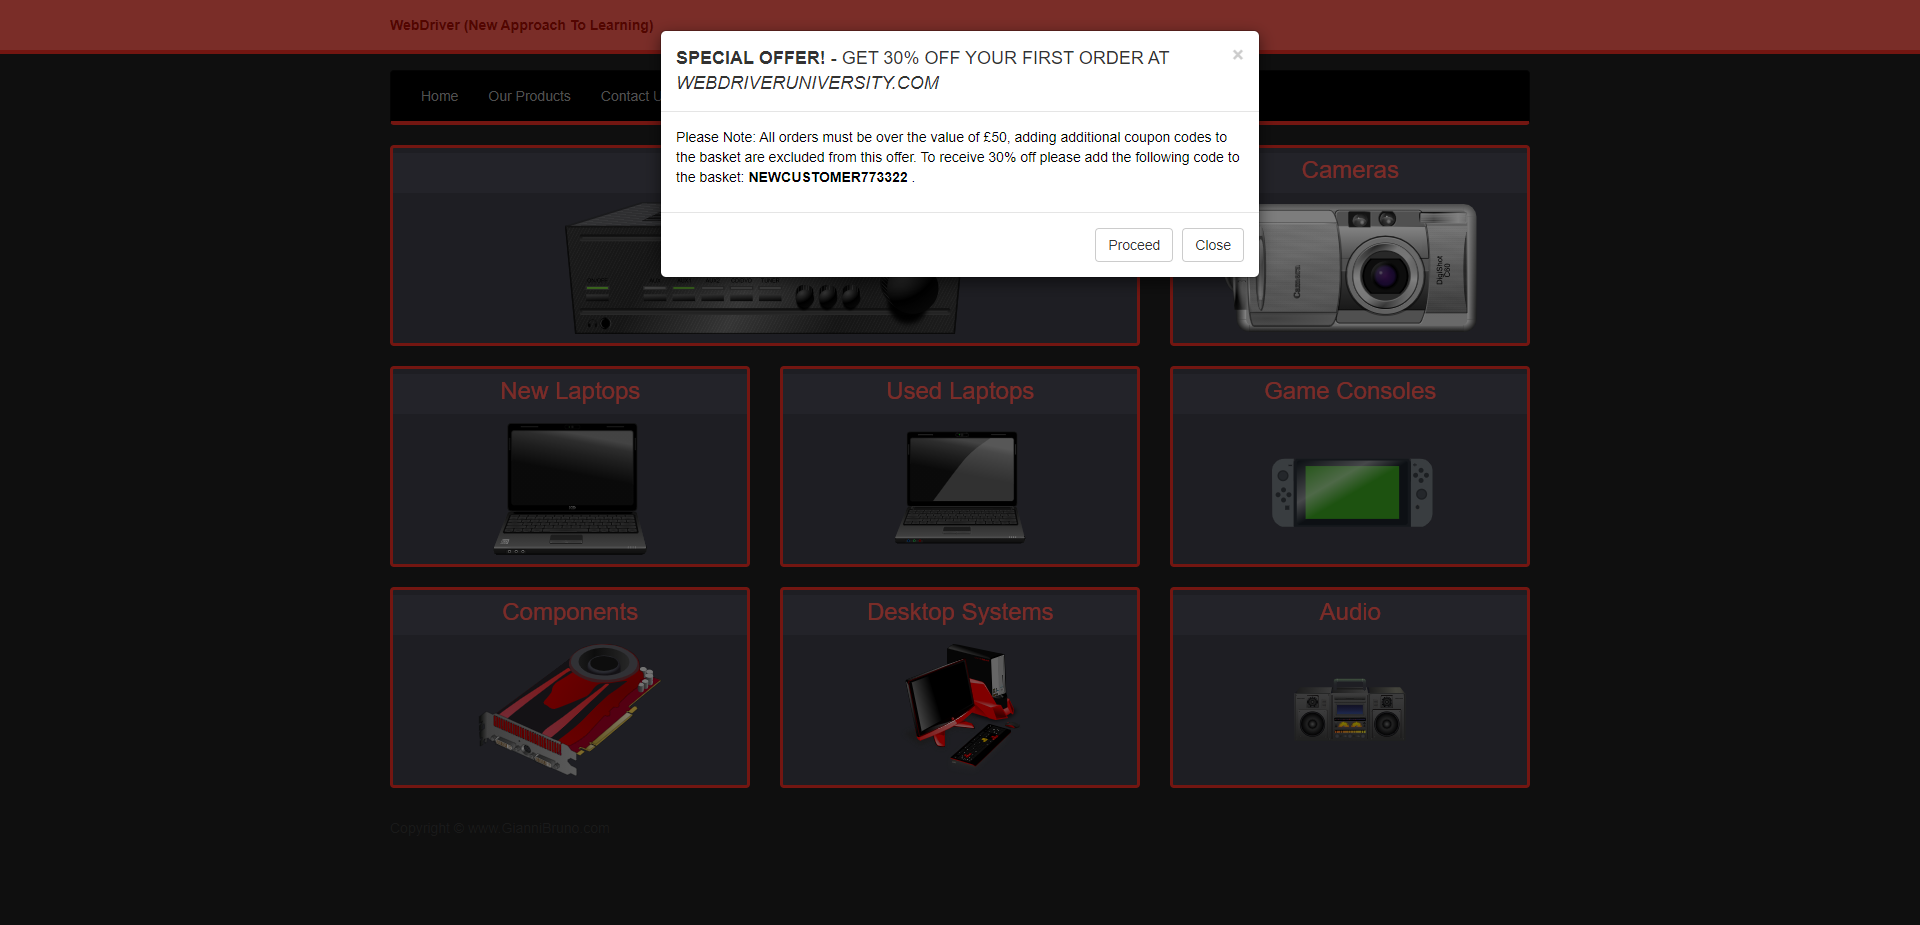 WebDriver (New Approach To Learning)
SPECIAL OFFER! - GET 30% OFF YOUR FIRST ORDER AT
WEBDRIVERUNIVERSITY.COM
×
Home Our Products Contact U
Please Note: All orders must be over the value of £50, adding additional coupon codes to
the basket are excluded from this offer. To receive 30% off please add the following code to
the basket: NEWCUSTOMER773322 .
Proceed Close
Cameras
Camera
DigiShot
C60
New Laptops
Used Laptops
Game Consoles
Components
Desktop Systems
Audio
Copyright © www.GianniBruno.com